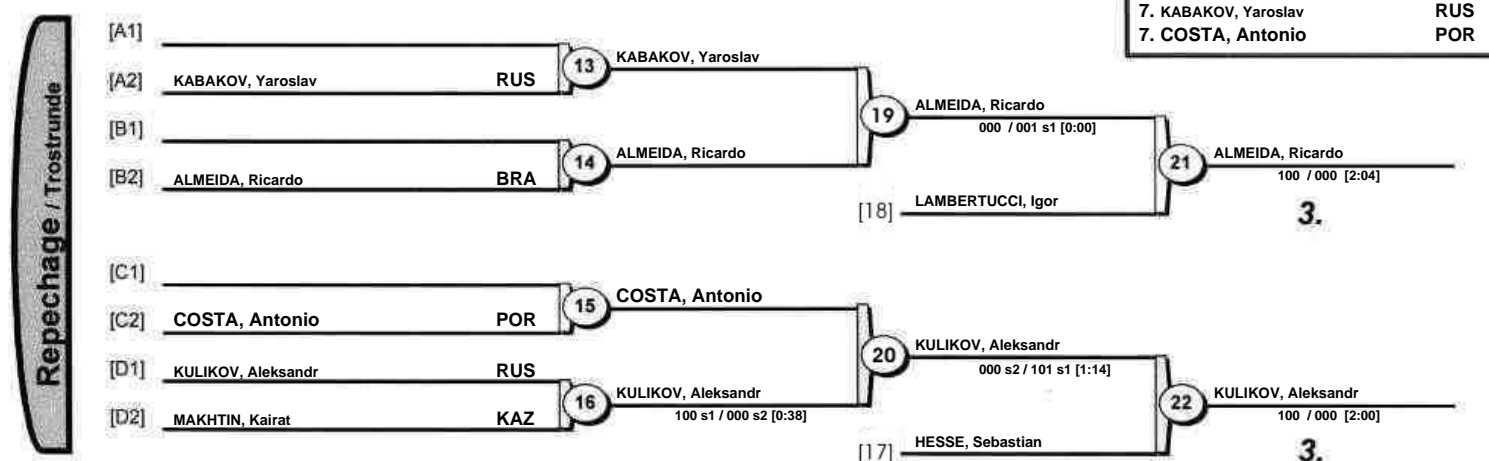 7. KABAKOV, Yaroslav RUS
7. COSTA, Antonio POR
Repechage / Trostrunde
[A1]
[A2] KABAKOV, Yaroslav RUS
13 KABAKOV, Yaroslav
[B1]
[B2] ALMEIDA, Ricardo BRA
14 ALMEIDA, Ricardo
19 ALMEIDA, Ricardo
000 / 001 s1 [0:00]
[18] LAMBERTUCCI, Igor
21 ALMEIDA, Ricardo
100 / 000 [2:04]
3.
[C1]
[C2] COSTA, Antonio POR
15 COSTA, Antonio
[D1] KULIKOV, Aleksandr RUS
[D2] MAKHTIN, Kairat KAZ
16 KULIKOV, Aleksandr
100 s1 / 000 s2 [0:38]
20 KULIKOV, Aleksandr
000 s2 / 101 s1 [1:14]
[17] HESSE, Sebastian
22 KULIKOV, Aleksandr
100 / 000 [2:00]
3.